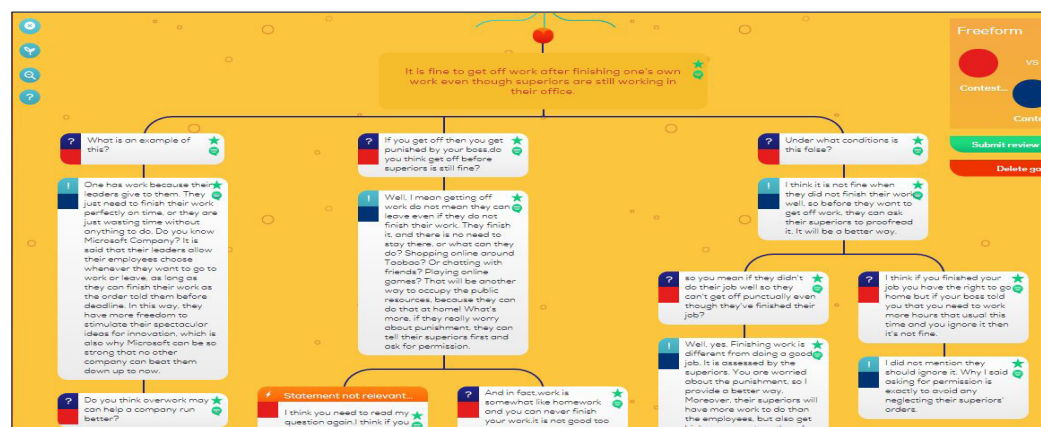 It is fine to get off work after finishing one's own
work even though superiors are still working in
their office.
Freeform
VS
Contest...
Conte
Submit review
Delete go
?
What is an example of
this?
?
If you get off then you get
punished by your boss,do
you think get off before
superiors is still fine?
?
Under what conditions is
this false?
!
One has work because their
leaders give to them. They
just need to finish their work
perfectly on time, or they are
just wasting time without
anything to do. Do you know
Microsoft Company? It is
said that their leaders allow
their employees choose
whenever they want to go to
work or leave, as long as
they can finish their work as
the order told them before
deadline. In this way, they
have more freedom to
stimulate their spectacular
ideas for innovation, which is
also why Microsoft can be so
strong that no other
company can beat them
down up to now.
!
Well, I mean getting off
work do not mean they can
leave even if they do not
finish their work. They finish
it, and there is no need to
stay there, or what can they
do? Shopping online around
Taobao? Or chatting with
friends? Playing online
games? That will be another
way to occupy the public
resources, because they can
do that at home! What's
more, if they really worry
about punishment, they can
tell their superiors first and
ask for permission.
!
I think it is not fine when
they did not finish their work
well, so before they want to
get off work, they can ask
their superiors to proofread
it. It will be a better way.
?
so you mean if they didn't
do their job well so they
can't get off punctually even
though they've finished their
job?
?
I think if you finished your
job you have the right to go
home but if your boss told
you that you need to work
more hours that usual this
time and you ignore it then
it's not fine.
!
Well, yes. Finishing work is
different from doing a good
job. It is assessed by the
superiors. You are worried
about the punishment, so I
provide a better way.
Moreover, their superiors will
have more work to do than
the employees, but also get
!
I did not mention they
should ignore it. Why I said
asking for permission is
exactly to avoid any
neglecting their superiors'
orders.
?
Do you think overwork may
can help a company run
better?
Statement not relevant...
I think you need to read my
question again.I think if you
?
And in fact,work is
somewhat like homework
and you can never finish
your work.it is not good too